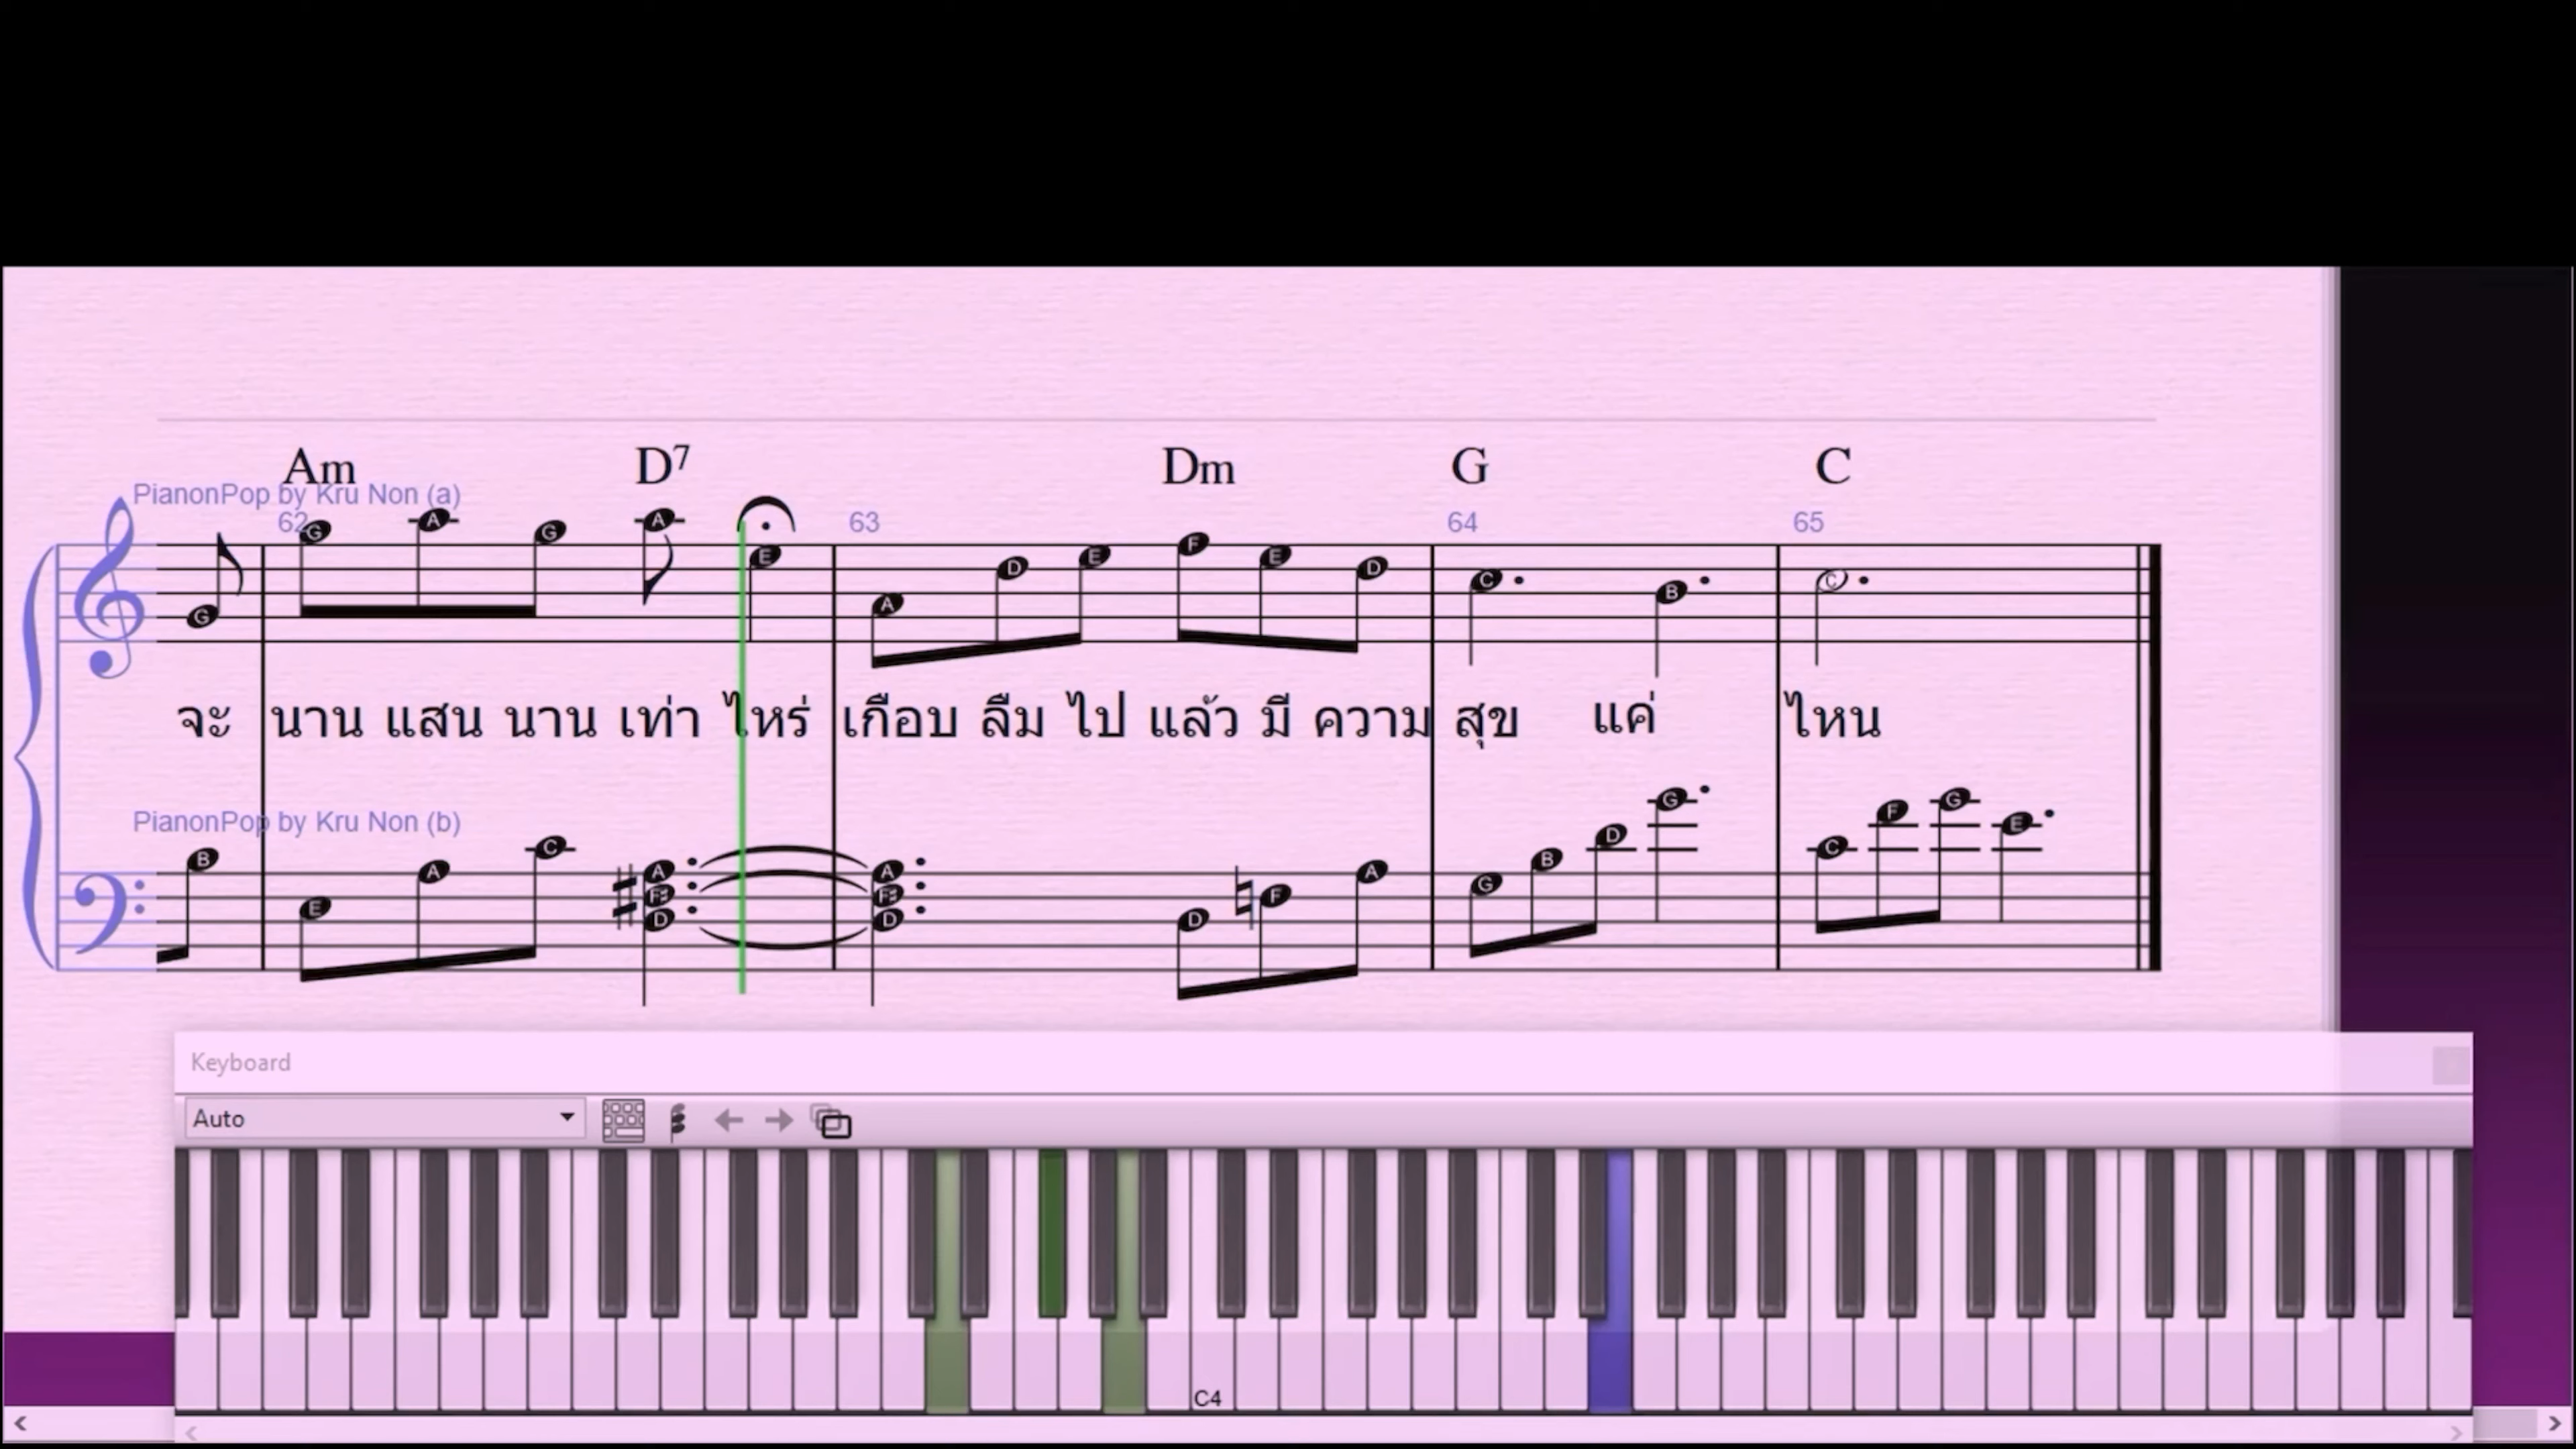 Am D7 Dm G C
PianonPop by Kru Non (a)
62 63 64 65
G G A G A E A D E F E D C B C
จะ นาน แสน นาน เท่า ไหร่ เกือบ ลืม ไป แล้ว มี ความ สุข แค่ ไหน
PianonPop by Kru Non (b)
B E A C A F# D A F# D D F A G B D G C F G E
Keyboard
Auto
C4